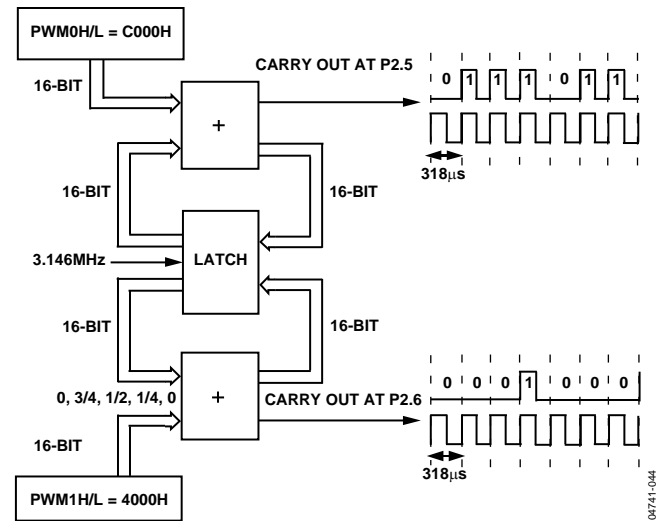 PWM0H/L = C000H
16-BIT
CARRY OUT AT P2.5
0 1 1 1 0 1 1
+
318μs
16-BIT
16-BIT
3.146MHz
LATCH
16-BIT
16-BIT
0, 3/4, 1/2, 1/4, 0
+
CARRY OUT AT P2.6
0 0 0 1 0 0 0
16-BIT
318μs
PWM1H/L = 4000H
04741-044